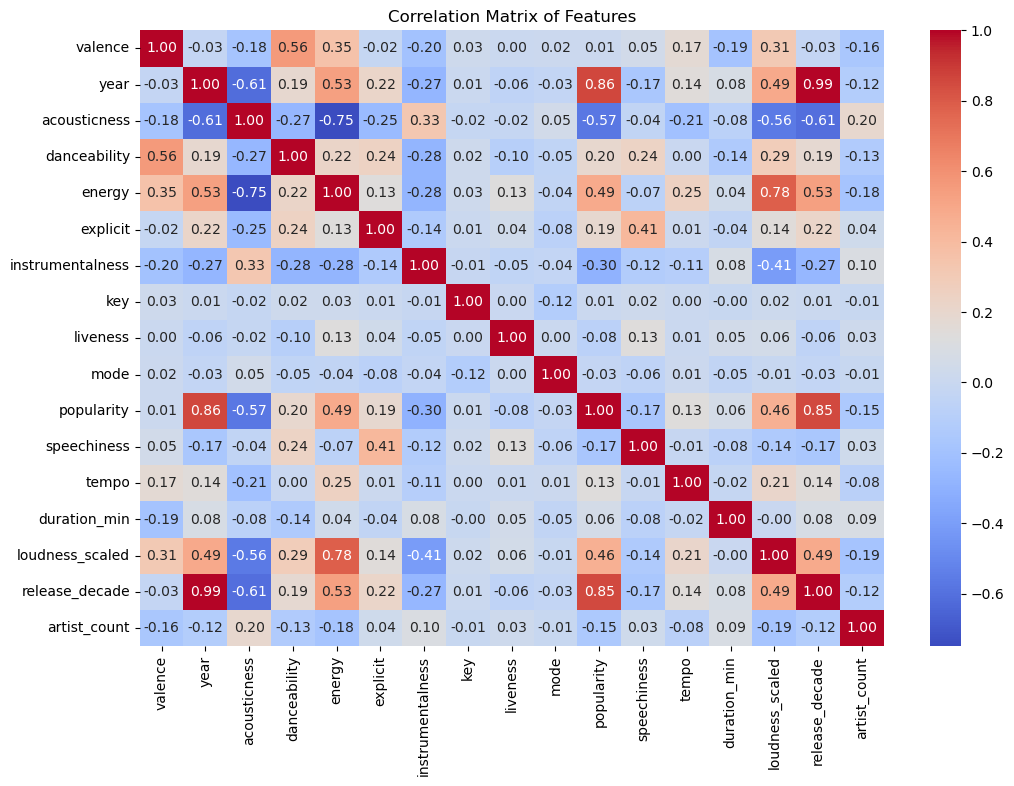 Correlation Matrix of Features
valence 1.00 -0.03 -0.18 0.56 0.35 -0.02 -0.20 0.03 0.00 0.02 0.01 0.05 0.17 -0.19 0.31 -0.03 -0.16
year -0.03 1.00 -0.61 0.19 0.53 0.22 -0.27 0.01 -0.06 -0.03 0.86 -0.17 0.14 0.08 0.49 0.99 -0.12
acousticness -0.18 -0.61 1.00 -0.27 -0.75 -0.25 0.33 -0.02 -0.02 0.05 -0.57 -0.04 -0.21 -0.08 -0.56 -0.61 0.20
danceability 0.56 0.19 -0.27 1.00 0.22 0.24 -0.28 0.02 -0.10 -0.05 0.20 0.24 0.00 -0.14 0.29 0.19 -0.13
energy 0.35 0.53 -0.75 0.22 1.00 0.13 -0.28 0.03 0.13 -0.04 0.49 -0.07 0.25 0.04 0.78 0.53 -0.18
explicit -0.02 0.22 -0.25 0.24 0.13 1.00 -0.14 0.01 0.04 -0.08 0.19 0.41 0.01 -0.04 0.14 0.22 0.04
instrumentalness -0.20 -0.27 0.33 -0.28 -0.28 -0.14 1.00 -0.01 -0.05 -0.04 -0.30 -0.12 -0.11 0.08 -0.41 -0.27 0.10
key 0.03 0.01 -0.02 0.02 0.03 0.01 -0.01 1.00 0.00 -0.12 0.01 0.02 0.00 -0.00 0.02 0.01 -0.01
liveness 0.00 -0.06 -0.02 -0.10 0.13 0.04 -0.05 0.00 1.00 0.00 -0.08 0.13 0.01 0.05 0.06 -0.06 0.03
mode 0.02 -0.03 0.05 -0.05 -0.04 -0.08 -0.04 -0.12 0.00 1.00 -0.03 -0.06 0.01 -0.05 -0.01 -0.03 -0.01
popularity 0.01 0.86 -0.57 0.20 0.49 0.19 -0.30 0.01 -0.08 -0.03 1.00 -0.17 0.13 0.06 0.46 0.85 -0.15
speechiness 0.05 -0.17 -0.04 0.24 -0.07 0.41 -0.12 0.02 0.13 -0.06 -0.17 1.00 -0.01 -0.08 -0.14 -0.17 0.03
tempo 0.17 0.14 -0.21 0.00 0.25 0.01 -0.11 0.00 0.01 0.01 0.13 -0.01 1.00 -0.02 0.21 0.14 -0.08
duration_min -0.19 0.08 -0.08 -0.14 0.04 -0.04 0.08 -0.00 0.05 -0.05 0.06 -0.08 -0.02 1.00 -0.00 0.08 0.09
loudness_scaled 0.31 0.49 -0.56 0.29 0.78 0.14 -0.41 0.02 0.06 -0.01 0.46 -0.14 0.21 -0.00 1.00 0.49 -0.19
release_decade -0.03 0.99 -0.61 0.19 0.53 0.22 -0.27 0.01 -0.06 -0.03 0.85 -0.17 0.14 0.08 0.49 1.00 -0.12
artist_count -0.16 -0.12 0.20 -0.13 -0.18 0.04 0.10 -0.01 0.03 -0.01 -0.15 0.03 -0.08 0.09 -0.19 -0.12 1.00
valence
year
acousticness
danceability
energy
explicit
instrumentalness
key
liveness
mode
popularity
speechiness
tempo
duration_min
loudness_scaled
release_decade
artist_count
1.0
0.8
0.6
0.4
0.2
0.0
−0.2
−0.4
−0.6